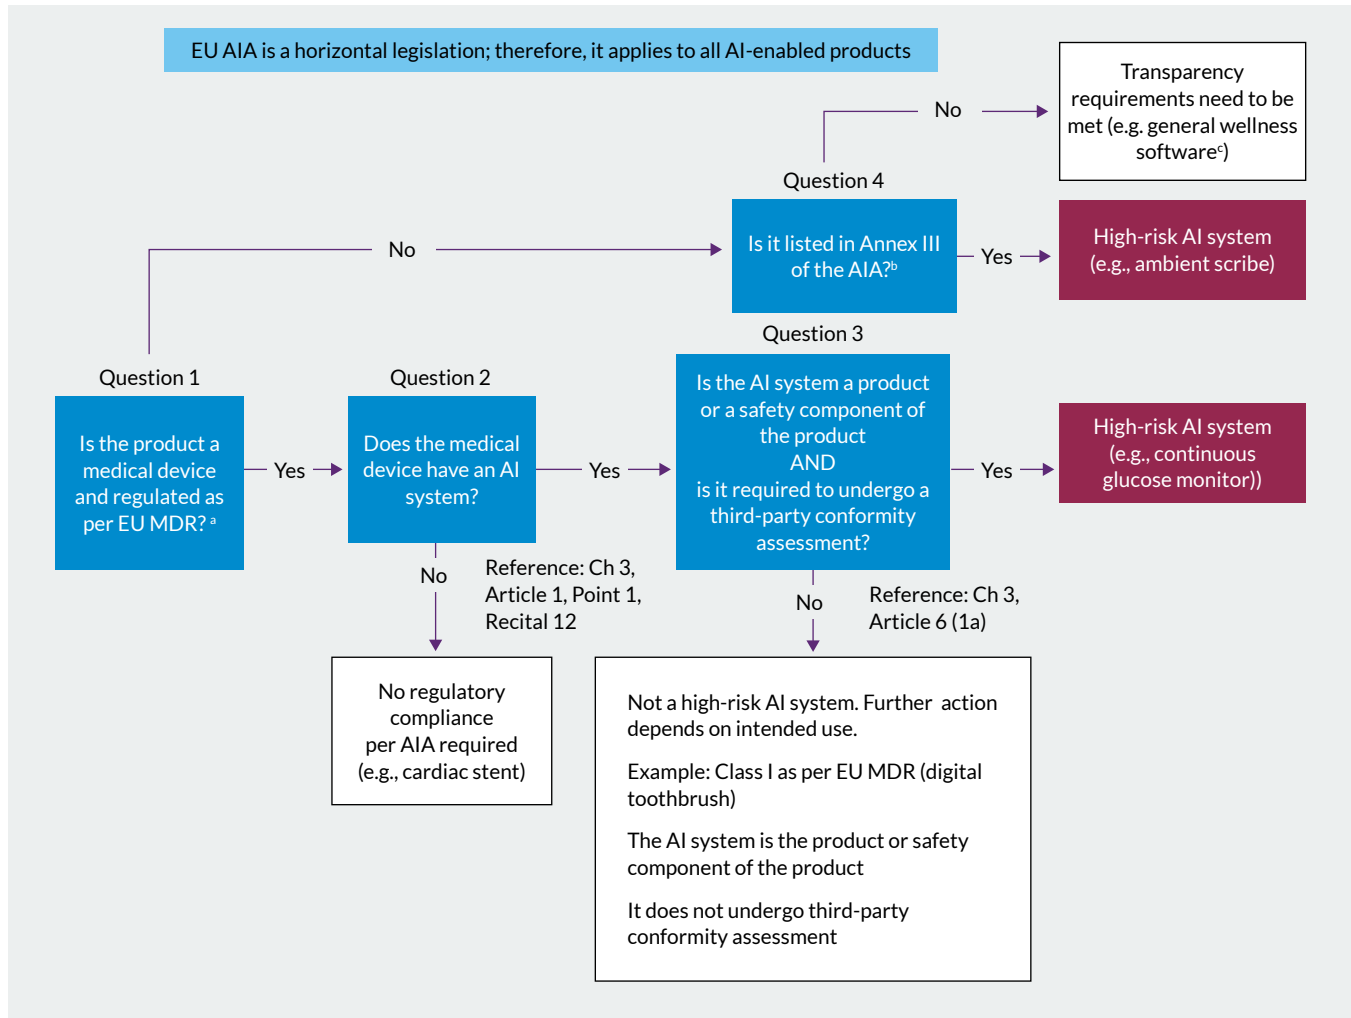 EU AIA is a horizontal legislation; therefore, it applies to all AI-enabled products
Transparency
requirements need to be
met (e.g. general wellness
softwareᶜ)
No
Question 4
Is it listed in Annex III
of the AIA?ᵇ
Yes
High-risk AI system
(e.g., ambient scribe)
No
Question 1
Is the product a
medical device
and regulated as
per EU MDR? ᵃ
Yes
Question 2
Does the medical
device have an AI
system?
Yes
Question 3
Is the AI system a product
or a safety component of
the product
AND
is it required to undergo a
third-party conformity
assessment?
Yes
High-risk AI system
(e.g., continuous
glucose monitor))
No
Reference: Ch 3,
Article 1, Point 1,
Recital 12
No
Reference: Ch 3,
Article 6 (1a)
No regulatory
compliance
per AIA required
(e.g., cardiac stent)
Not a high-risk AI system. Further action
depends on intended use.
Example: Class I as per EU MDR (digital
toothbrush)
The AI system is the product or safety
component of the product
It does not undergo third-party
conformity assessment